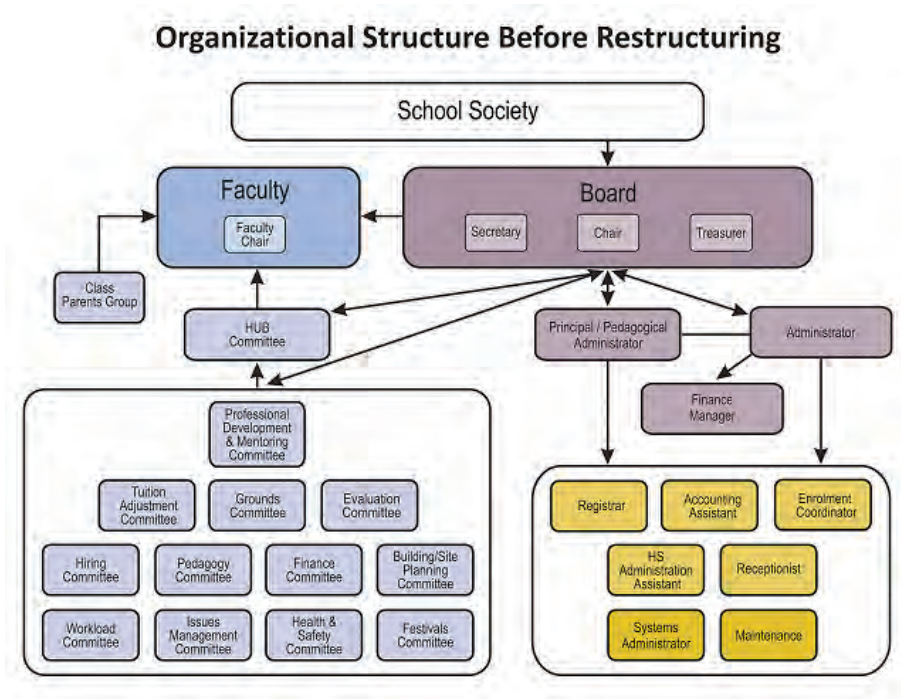 Organizational Structure Before Restructuring
School Society
Faculty
Faculty
Chair
Board
Secretary
Chair
Treasurer
Class
Parents Group
HUB
Committee
Principal / Pedagogical
Administrator
Administrator
Finance
Manager
Professional
Development
& Mentoring
Committee
Tuition
Adjustment
Committee
Grounds
Committee
Evaluation
Committee
Hiring
Committee
Pedagogy
Committee
Finance
Committee
Building/Site
Planning
Committee
Workload
Committee
Issues
Management
Committee
Health &
Safety
Committee
Festivals
Committee
Registrar
Accounting
Assistant
Enrolment
Coordinator
HS
Administration
Assistant
Receptionist
Systems
Administrator
Maintenance